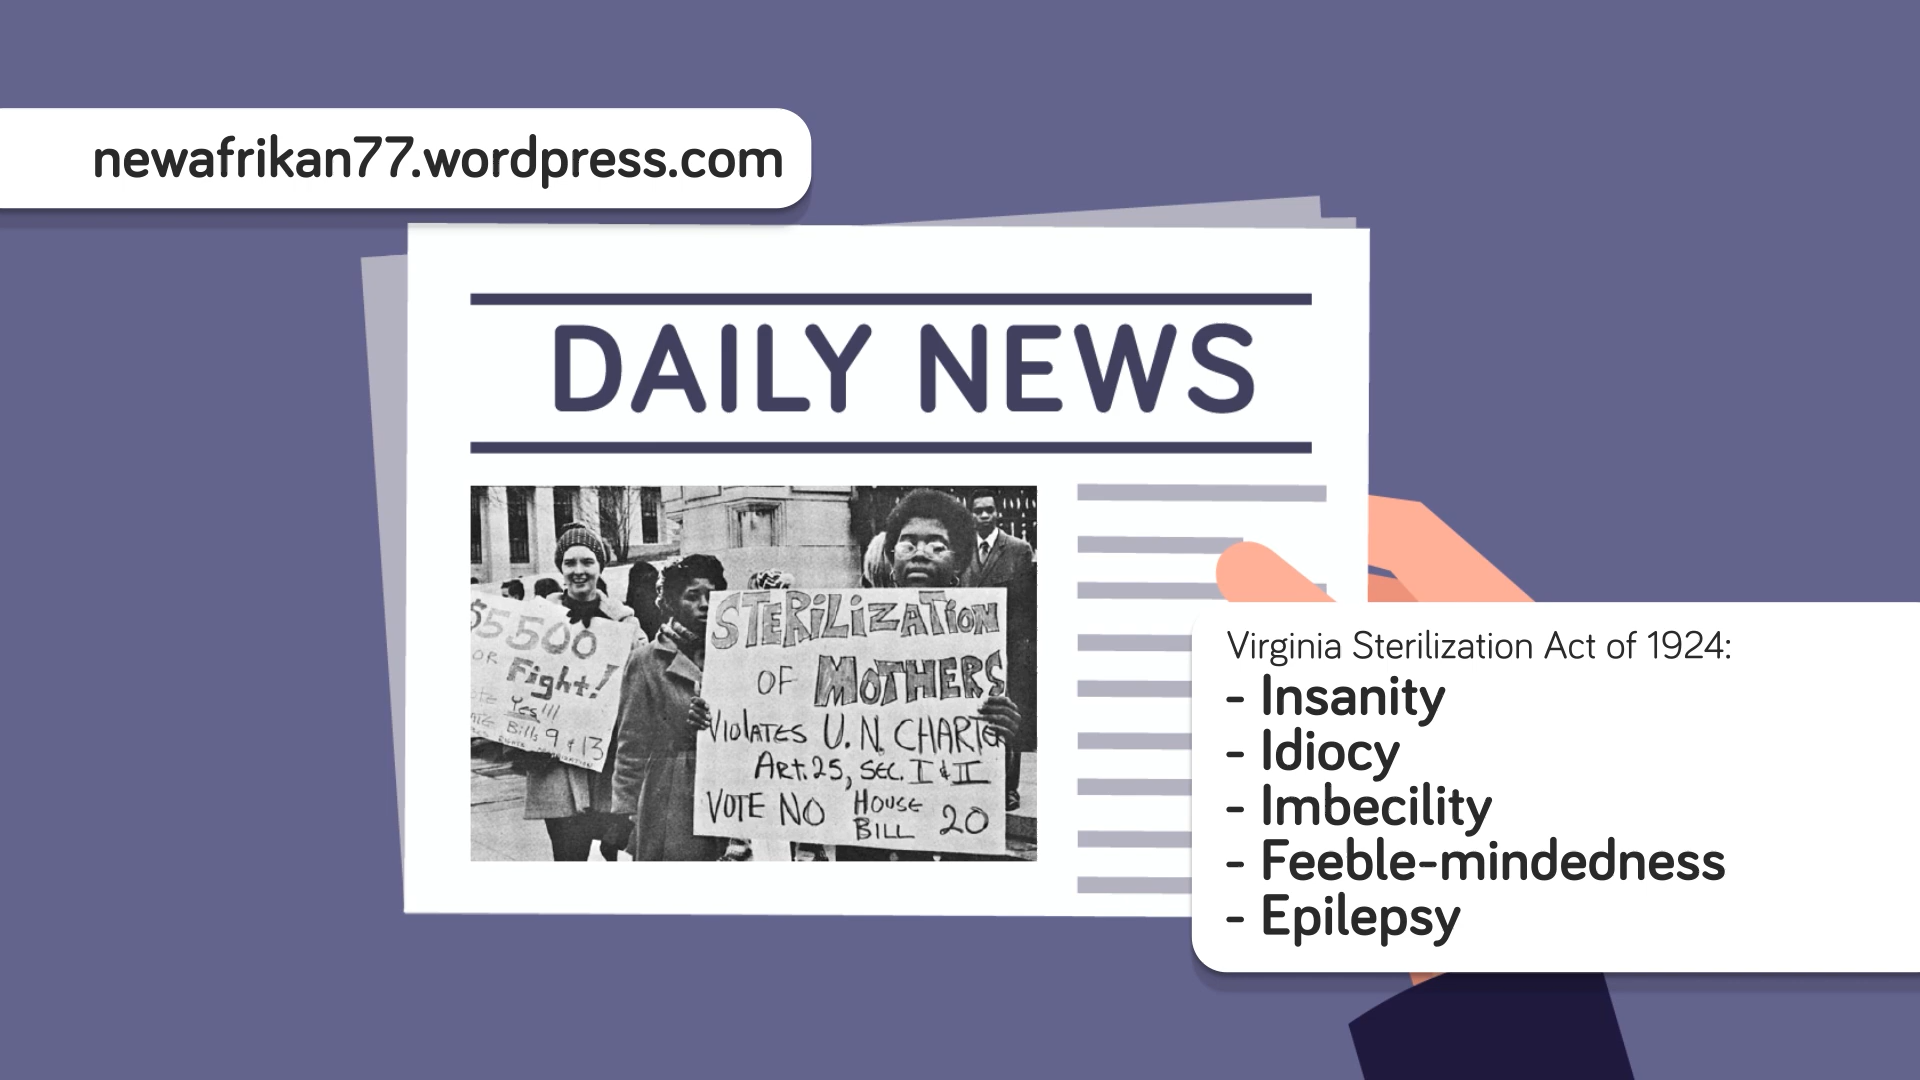 newafrikan77.wordpress.com
DAILY NEWS
$5500
OR Fight!
Yes!!!
Bills 9 & 13
STERiLiZATiON
OF MOTHERS
VIOLATES U.N. CHARTER
ART. 25, SEC. I & II
VOTE NO HOUSE
BILL 20
Virginia Sterilization Act of 1924:
- Insanity
- Idiocy
- Imbecility
- Feeble-mindedness
- Epilepsy